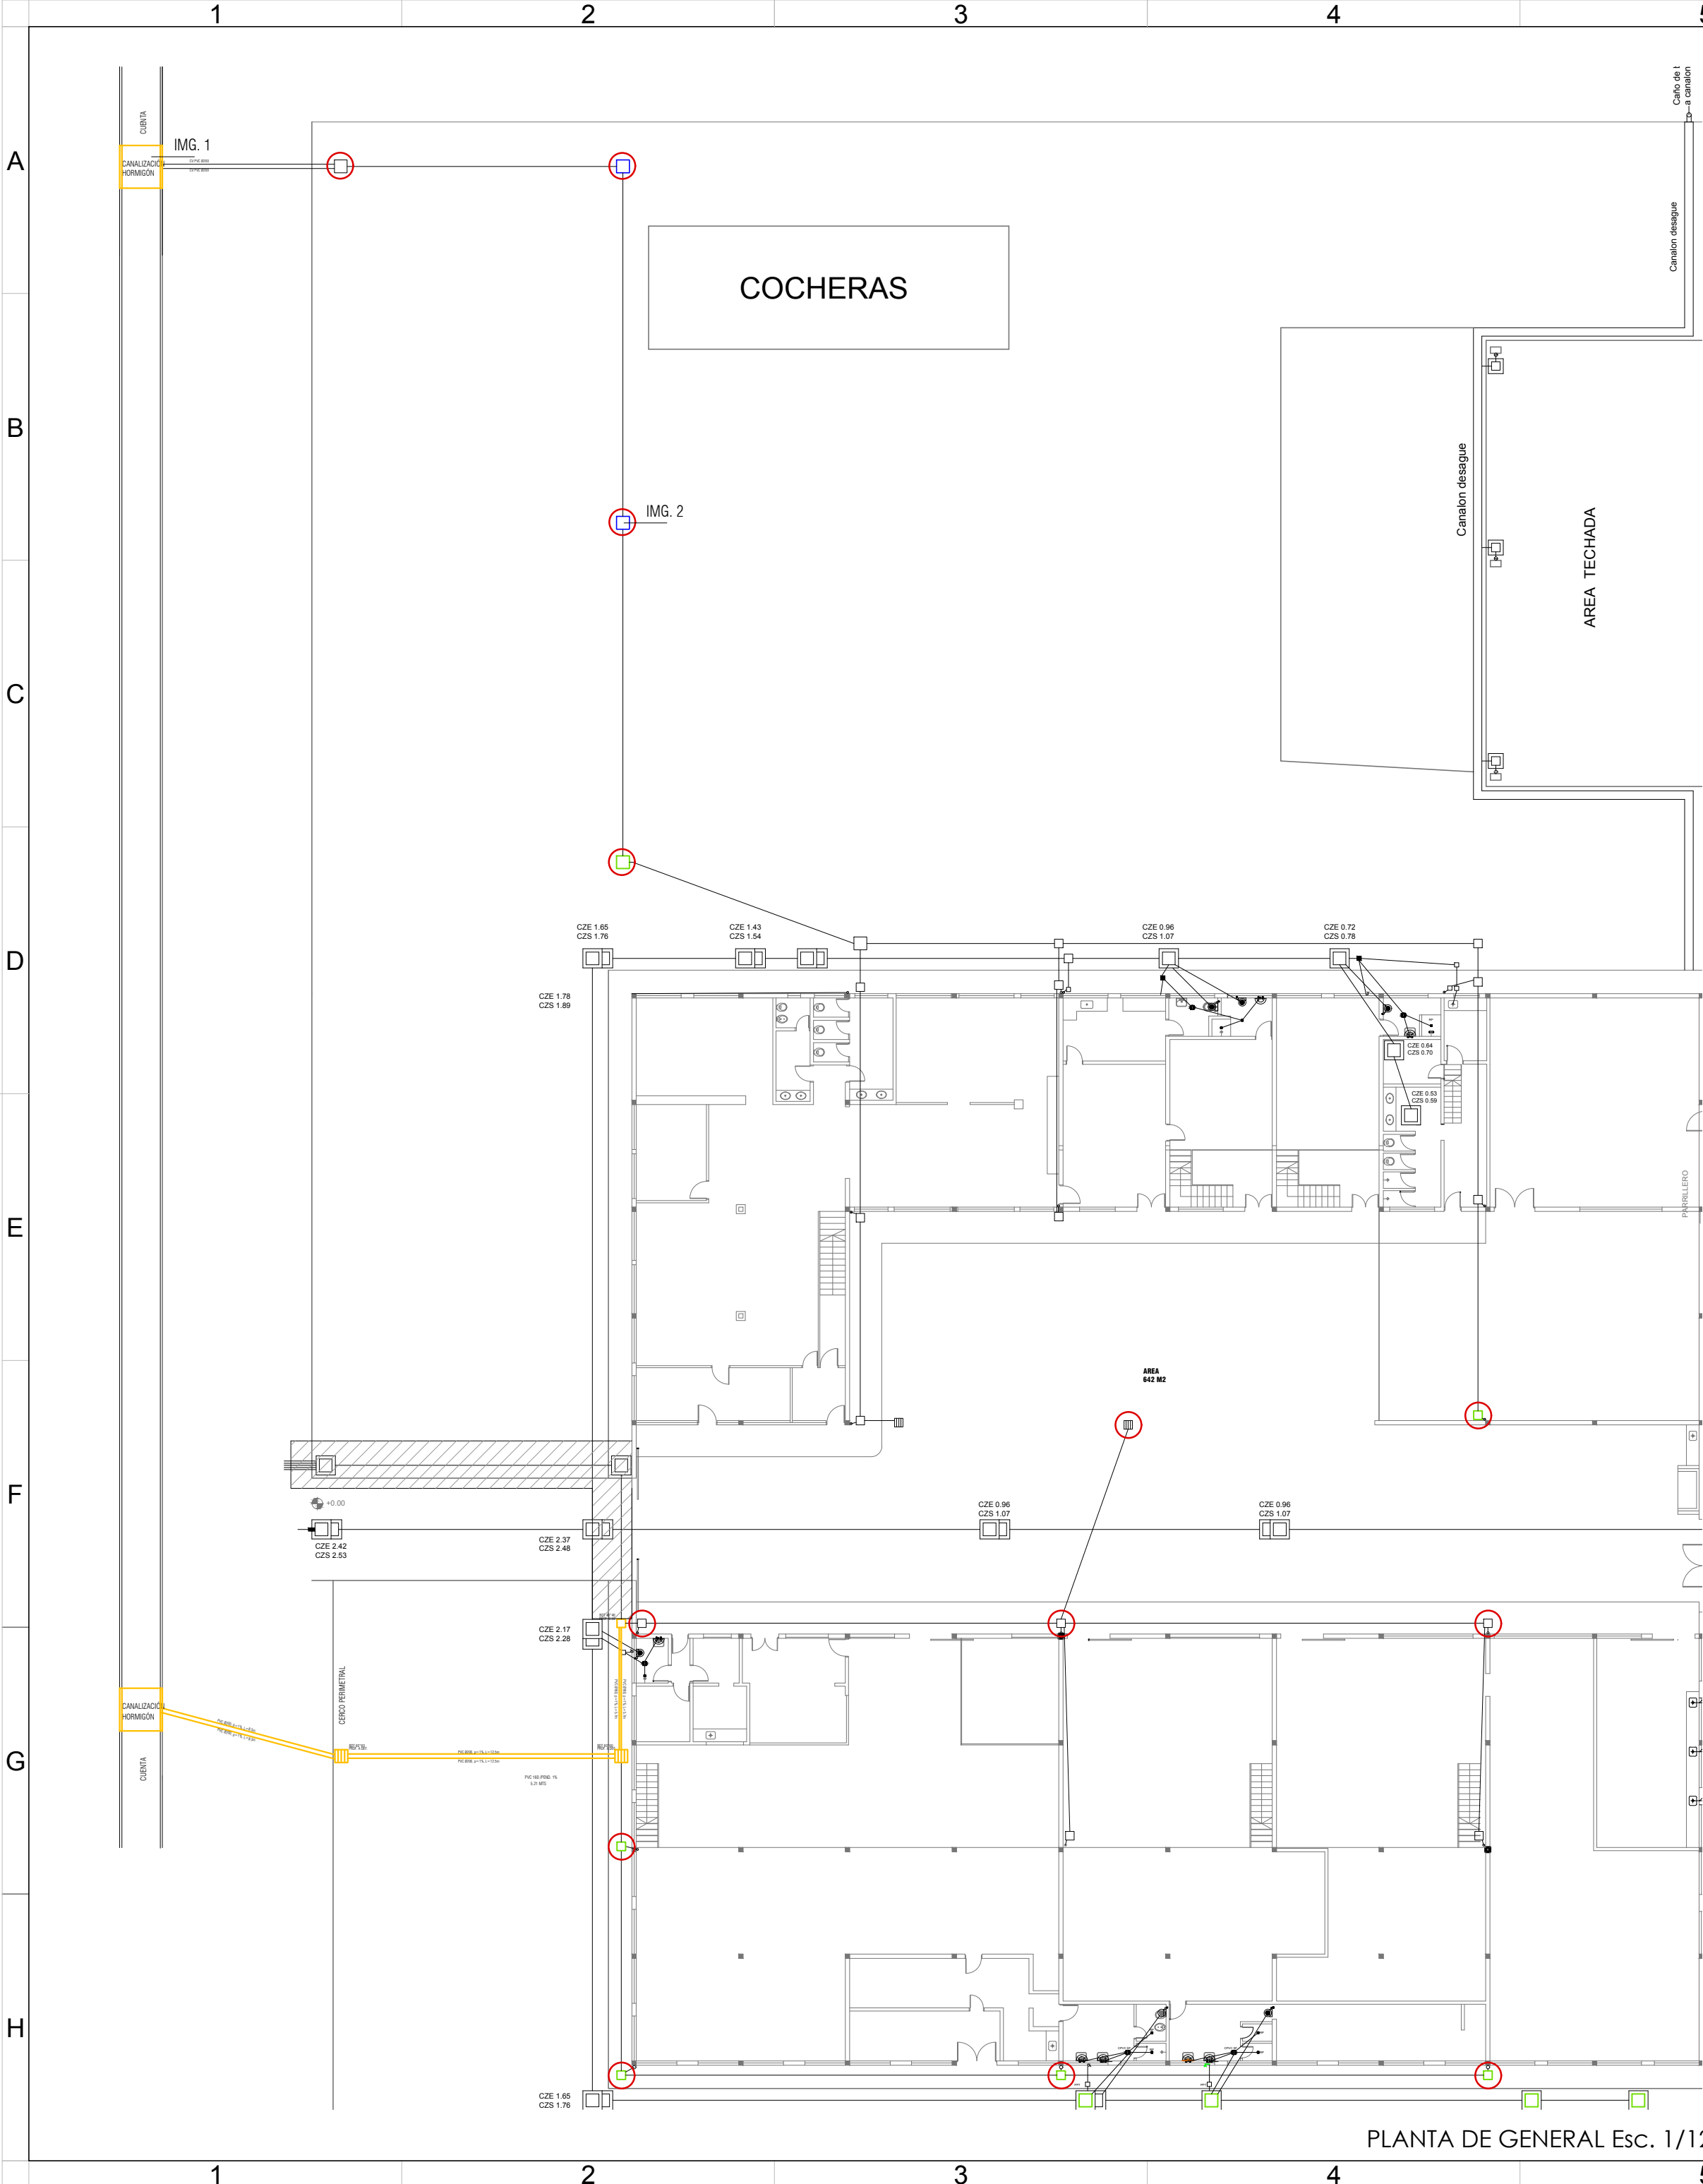 1
2
3
4
A
B
C
D
E
F
G
H
CUENTA
IMG. 1
CANALIZACIÓN
HORMIGÓN
COCHERAS
a canalon
Canalon desague
IMG. 2
Canalon desague
AREA TECHADA
CZE 1.65
CZS 1.76
CZE 1.43
CZS 1.54
CZE 0.96
CZS 1.07
CZE 0.72
CZS 0.78
CZE 1.78
CZS 1.89
CZE 0.64
CZS 0.70
CZE 0.53
CZS 0.59
PARRILLERO
AREA
642 M2
+0.00
CZE 2.42
CZS 2.53
CZE 2.37
CZS 2.48
CZE 0.96
CZS 1.07
CZE 0.96
CZS 1.07
CZE 2.17
CZS 2.28
CERCO PERIMETRAL
CANALIZACIÓN
HORMIGÓN
CUENTA
CZE 1.65
CZS 1.76
PLANTA DE GENERAL Esc. 1/12
1
2
3
4